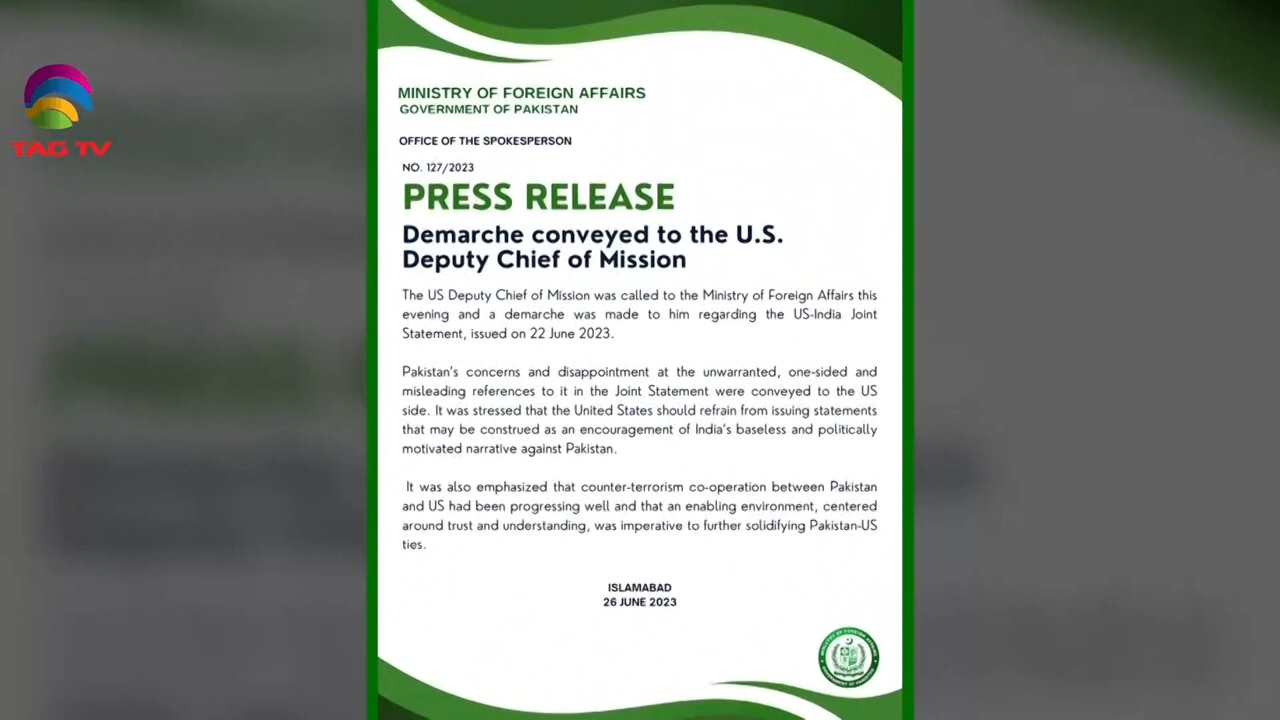 TAG TV
MINISTRY OF FOREIGN AFFAIRS
GOVERNMENT OF PAKISTAN
OFFICE OF THE SPOKESPERSON
NO. 127/2023
PRESS RELEASE
Demarche conveyed to the U.S.
Deputy Chief of Mission
The US Deputy Chief of Mission was called to the Ministry of Foreign Affairs this
evening and a demarche was made to him regarding the US-India Joint
Statement, issued on 22 June 2023.
Pakistan's concerns and disappointment at the unwarranted, one-sided and
misleading references to it in the Joint Statement were conveyed to the US
side. It was stressed that the United States should refrain from issuing statements
that may be construed as an encouragement of India's baseless and politically
motivated narrative against Pakistan.
It was also emphasized that counter-terrorism co-operation between Pakistan
and US had been progressing well and that an enabling environment, centered
around trust and understanding, was imperative to further solidifying Pakistan-US
ties.
ISLAMABAD
26 JUNE 2023
MINISTRY OF FOREIGN AFFAIRS
GOVERNMENT OF PAKISTAN